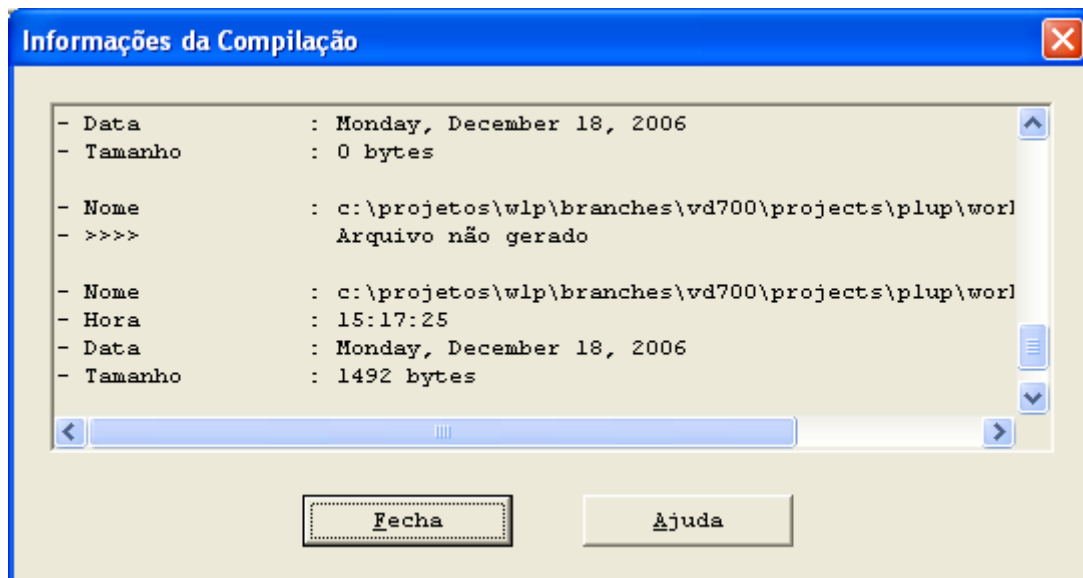 Informações da Compilação
- Data : Monday, December 18, 2006
- Tamanho : 0 bytes
- Nome : c:\projetos\wlp\branches\vd700\projects\plup\worl
- >>>> Arquivo não gerado
- Nome : c:\projetos\wlp\branches\vd700\projects\plup\worl
- Hora : 15:17:25
- Data : Monday, December 18, 2006
- Tamanho : 1492 bytes
Fecha Ajuda